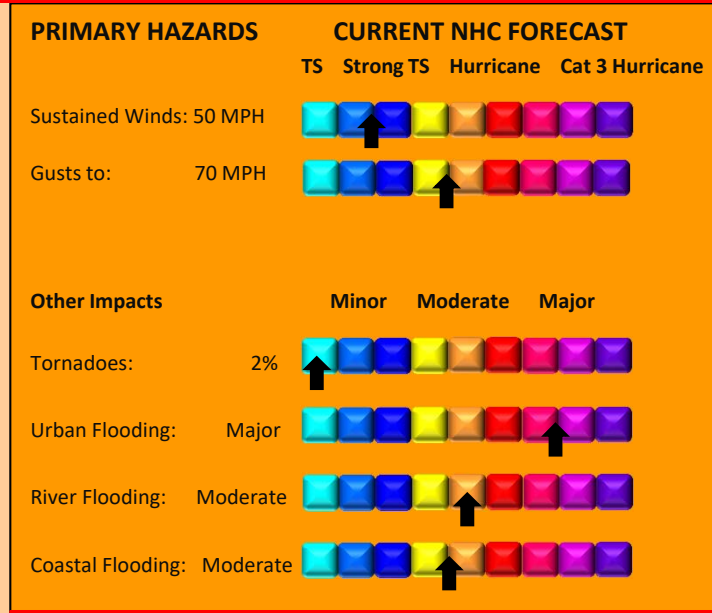 PRIMARY HAZARDS CURRENT NHC FORECAST
TS Strong TS Hurricane Cat 3 Hurricane
Sustained Winds: 50 MPH
Gusts to: 70 MPH
Other Impacts Minor Moderate Major
Tornadoes: 2%
Urban Flooding: Major
River Flooding: Moderate
Coastal Flooding: Moderate